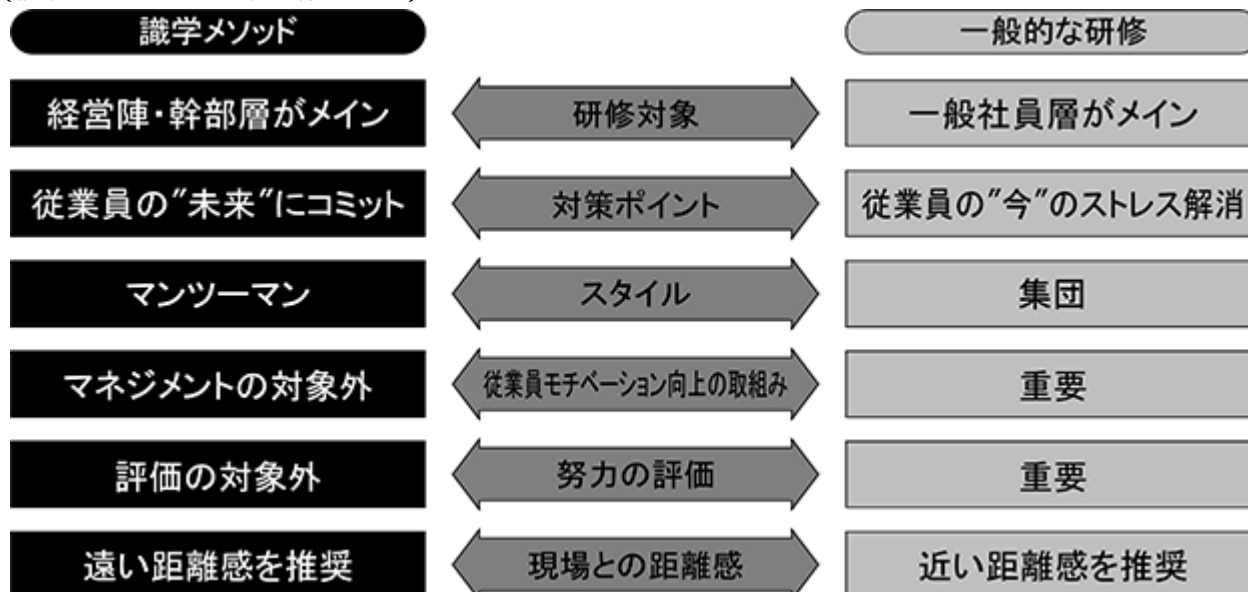 識学メソッド 一般的な研修
経営陣・幹部層がメイン 研修対象 一般社員層がメイン
従業員の"未来"にコミット 対策ポイント 従業員の"今"のストレス解消
マンツーマン スタイル 集団
マネジメントの対象外 従業員モチベーション向上の取組み 重要
評価の対象外 努力の評価 重要
遠い距離感を推奨 現場との距離感 近い距離感を推奨